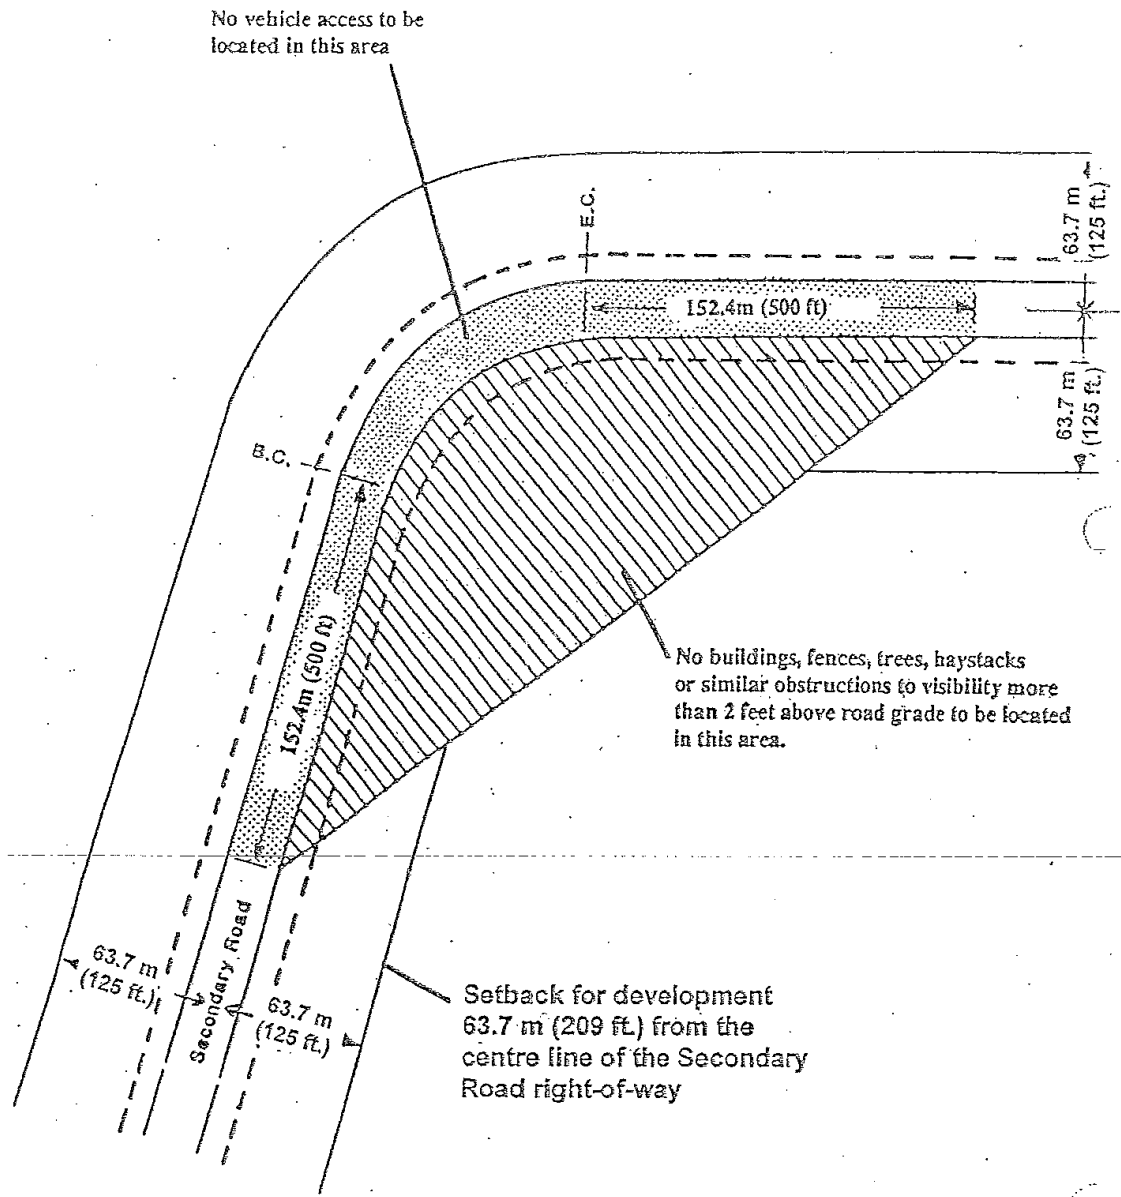 No vehicle access to be
located in this area
E.C.
63.7 m
(125 ft.)
152.4m (500 ft)
63.7 m
(125 ft.)
B.C.
152.4m (500 ft)
No buildings, fences, trees, haystacks
or similar obstructions to visibility more
than 2 feet above road grade to be located
in this area.
Secondary Road
63.7 m
(125 ft.)
63.7 m
(125 ft.)
Setback for development
63.7 m (209 ft.) from the
centre line of the Secondary
Road right-of-way